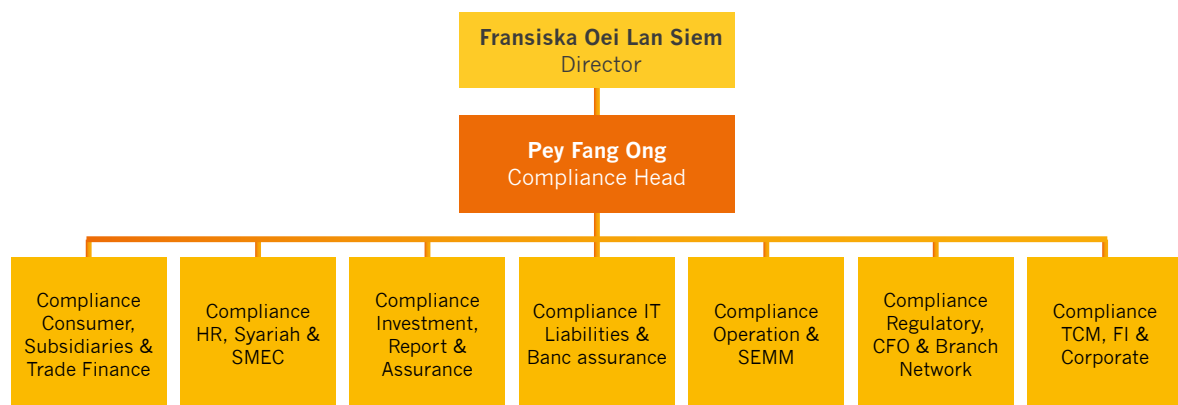 Fransiska Oei Lan Siem
Director
Pey Fang Ong
Compliance Head
Compliance
Consumer,
Subsidiaries &
Trade Finance
Compliance
HR, Syariah &
SMEC
Compliance
Investment,
Report &
Assurance
Compliance IT
Liabilities &
Banc assurance
Compliance
Operation &
SEMM
Compliance
Regulatory,
CFO & Branch
Network
Compliance
TCM, FI &
Corporate